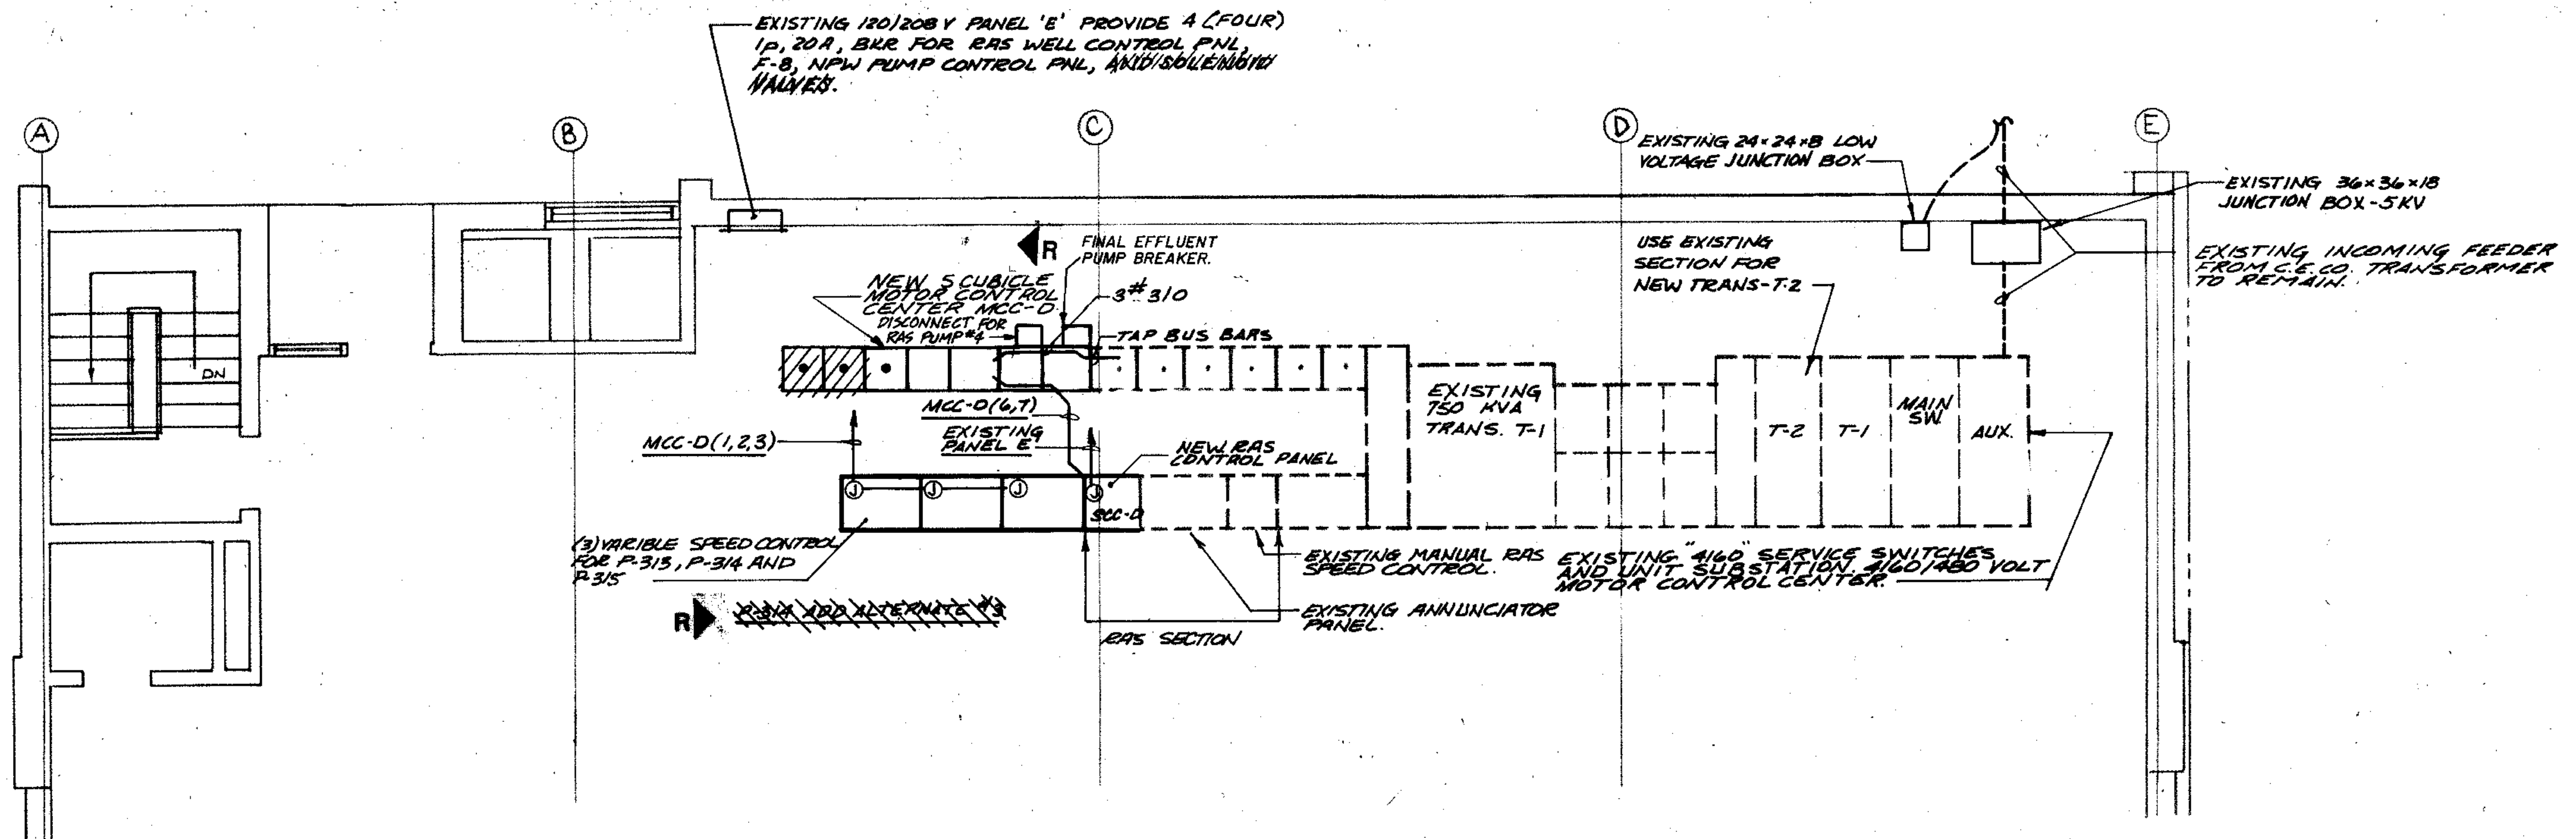 EXISTING 120/208Y PANEL 'E' PROVIDE 4 (FOUR)
1P, 20A, BKR FOR RAS WELL CONTROL PNL,
F-8, NPW PUMP CONTROL PNL, AND SOLENOID
VALVES.
A
B
C
D
E
EXISTING 24×24×8 LOW
VOLTAGE JUNCTION BOX
EXISTING 36×36×18
JUNCTION BOX-5KV
EXISTING INCOMING FEEDER
FROM C.E.CO. TRANSFORMER
TO REMAIN.
USE EXISTING
SECTION FOR
NEW TRANS-T-2
R
FINAL EFFLUENT
PUMP BREAKER.
NEW 5 CUBICLE
MOTOR CONTROL
CENTER MCC-D
DISCONNECT FOR
RAS PUMP #4
3#3/0
TAP BUS BARS
DN
MCC-D(6,7)
EXISTING
PANEL E
MCC-D(1,2,3)
NEW RAS
CONTROL PANEL
EXISTING
750 KVA
TRANS. T-1
T-2
T-1
MAIN
SW.
AUX.
J
J
J
J
SCC-D
(3) VARIBLE SPEED CONTROL
FOR P-313, P-314 AND
P-315
EXISTING MANUAL RAS
SPEED CONTROL.
EXISTING "4160" SERVICE SWITCHES
AND UNIT SUBSTATION. 4160/480 VOLT
MOTOR CONTROL CENTER.
R
P-314 ADD ALTERNATE #3
EXISTING ANNUNCIATOR
PANEL.
RAS SECTION